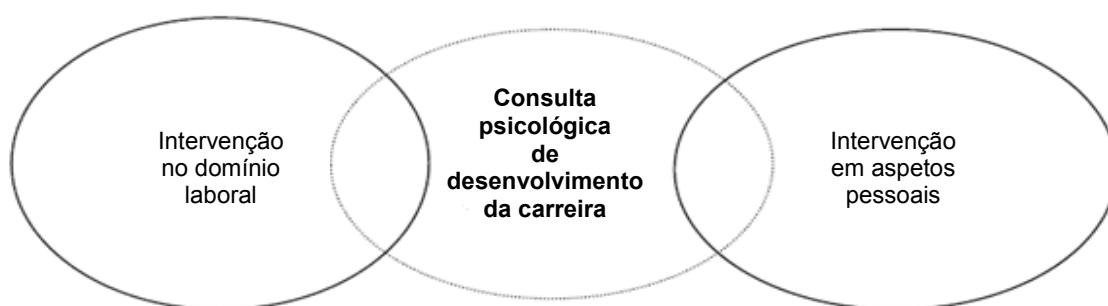 Intervenção
no domínio
laboral
Consulta
psicológica
de
desenvolvimento
da carreira
Intervenção
em aspetos
pessoais